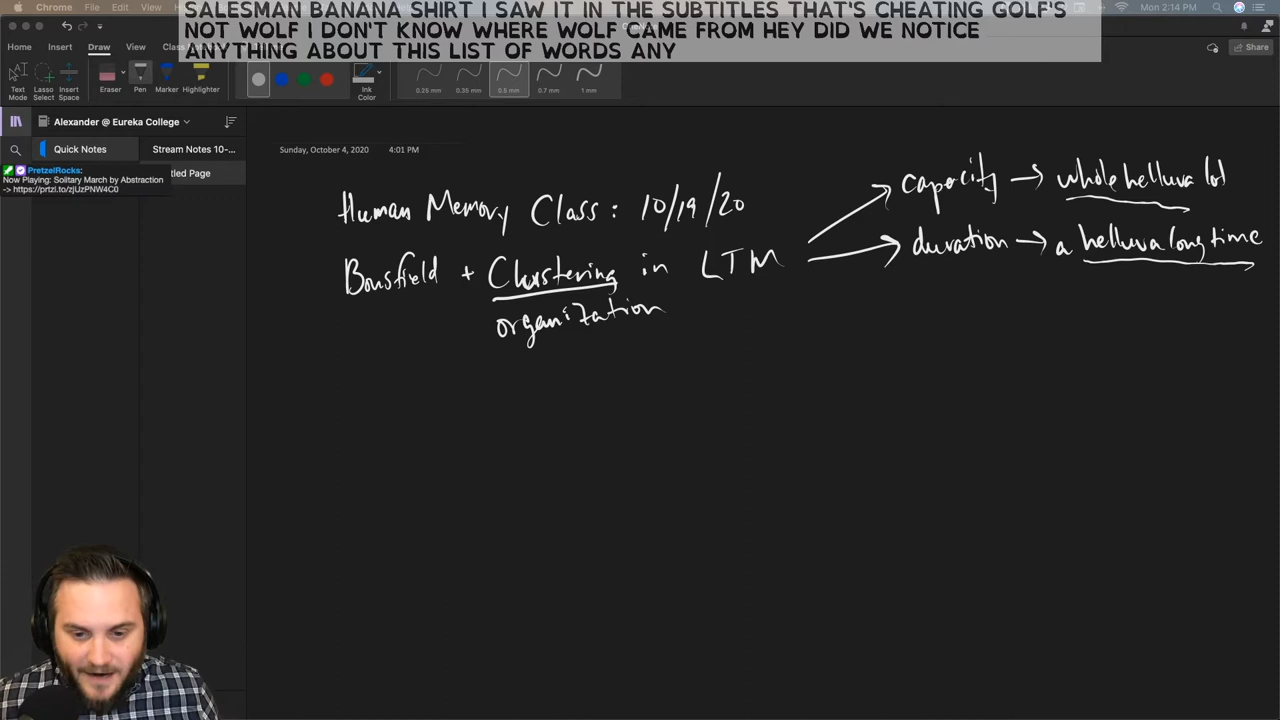 SALESMAN BANANA SHIRT I SAW IT IN THE SUBTITLES THAT'S CHEATING GOLF'S
NOT WOLF I DON'T KNOW WHERE WOLF CAME FROM HEY DID WE NOTICE
ANYTHING ABOUT THIS LIST OF WORDS ANY
Chrome File Edit View Mon 2:14 PM
Home Insert Draw Share
Text Mode
Lasso Select
Insert Space
Eraser
Pen
Marker
Highlighter
Ink Color
0.25 mm 0.35 mm 0.5 mm 0.7 mm 1 mm
Alexander @ Eureka College
Quick Notes Stream Notes 10-...
PretzelRocks:
Now Playing: Solitary March by Abstraction
-> https://prtzl.to/zjUzPNW4C0
tled Page
Sunday, October 4, 2020 4:01 PM
Human Memory Class: 10/19/20
Bousfield + Clustering in LTM
organization
capacity → whole helluva lot
duration → a helluva long time